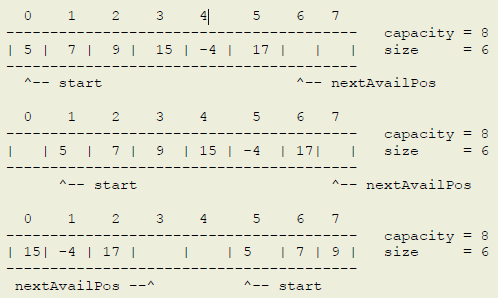 0 1 2 3 4| 5 6 7
--------------------------------------- capacity = 8
| 5 | 7 | 9 | 15 | -4 | 17 | | | size = 6
---------------------------------------
^-- start ^-- nextAvailPos
0 1 2 3 4 5 6 7
--------------------------------------- capacity = 8
| | 5 | 7 | 9 | 15 | -4 | 17| | size = 6
---------------------------------------
^-- start ^-- nextAvailPos
0 1 2 3 4 5 6 7
--------------------------------------- capacity = 8
| 15| -4 | 17 | | | 5 | 7 | 9 | size = 6
---------------------------------------
nextAvailPos --^ ^-- start